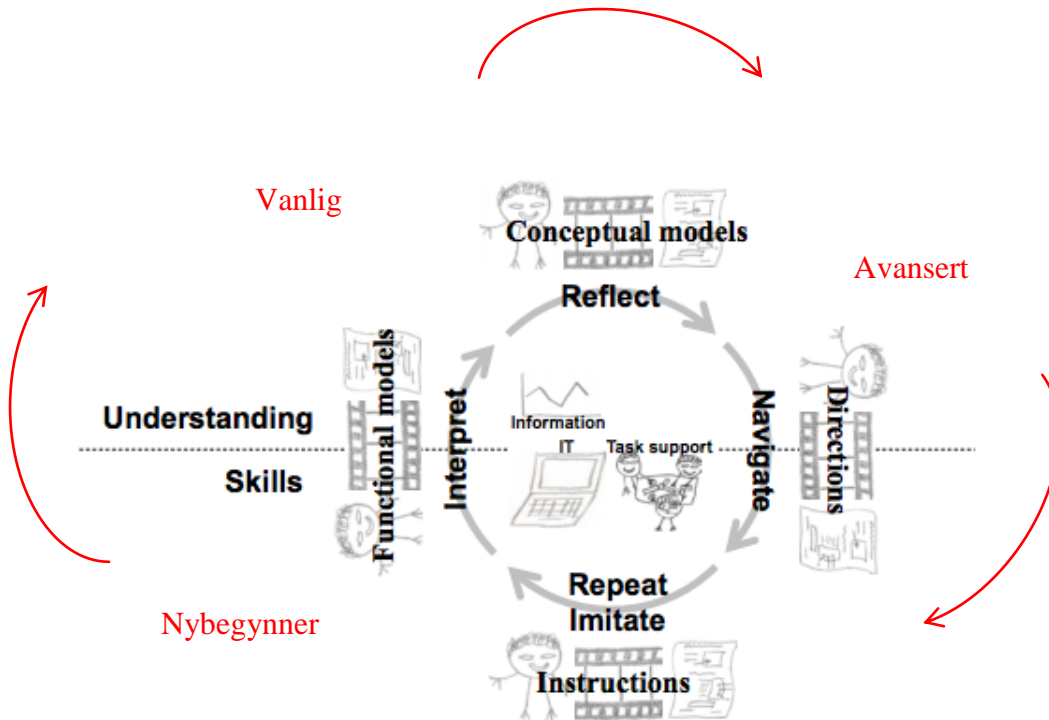 Vanlig
Conceptual models
Avansert
Reflect
Functional models
Interpret
Understanding
Skills
Information
IT
Task support
Navigate
Directions
Repeat
Imitate
Nybegynner
Instructions